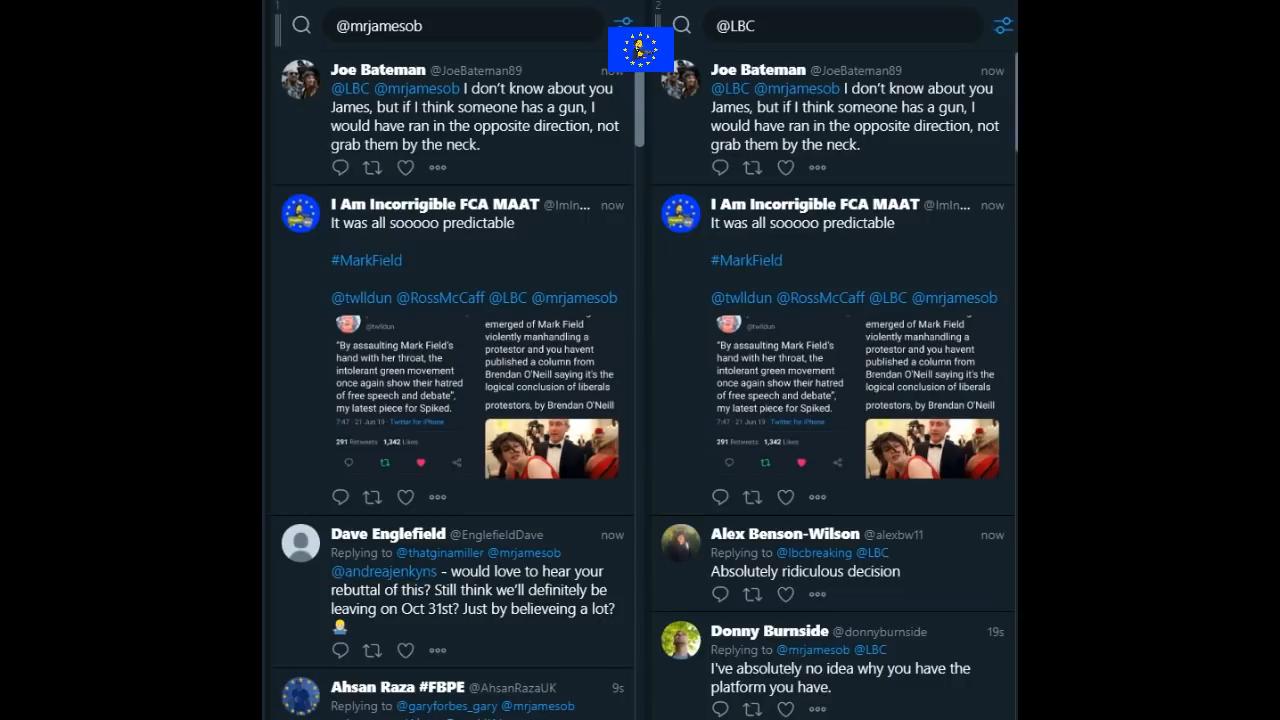 1
@mrjamesob
Joe Bateman @JoeBateman89 now
@LBC @mrjamesob I don't know about you
James, but if I think someone has a gun, I
would have ran in the opposite direction, not
grab them by the neck.
I Am Incorrigible FCA MAAT @ImIn... now
It was all sooooo predictable
#MarkField
@twlldun @RossMcCaff @LBC @mrjamesob
@twlldun
"By assaulting Mark Field's
hand with her throat, the
intolerant green movement
once again show their hatred
of free speech and debate",
my latest piece for Spiked.
7:47 · 21 Jun 19 · Twitter for iPhone
291 Retweets 1,342 Likes
emerged of Mark Field
violently manhandling a
protestor and you havent
published a column from
Brendan O'Neill saying it's the
logical conclusion of liberals
protestors, by Brendan O'Neill
Dave Englefield @EnglefieldDave now
Replying to @thatginamiller @mrjamesob
@andreajenkyns - would love to hear your
rebuttal of this? Still think we'll definitely be
leaving on Oct 31st? Just by believeing a lot?
Ahsan Raza #FBPE @AhsanRazaUK 9s
Replying to @garyforbes_gary @mrjamesob
2
@LBC
Joe Bateman @JoeBateman89 now
@LBC @mrjamesob I don't know about you
James, but if I think someone has a gun, I
would have ran in the opposite direction, not
grab them by the neck.
I Am Incorrigible FCA MAAT @ImIn... now
It was all sooooo predictable
#MarkField
@twlldun @RossMcCaff @LBC @mrjamesob
@twlldun
"By assaulting Mark Field's
hand with her throat, the
intolerant green movement
once again show their hatred
of free speech and debate",
my latest piece for Spiked.
7:47 · 21 Jun 19 · Twitter for iPhone
291 Retweets 1,342 Likes
emerged of Mark Field
violently manhandling a
protestor and you havent
published a column from
Brendan O'Neill saying it's the
logical conclusion of liberals
protestors, by Brendan O'Neill
Alex Benson-Wilson @alexbw11 now
Replying to @lbcbreaking @LBC
Absolutely ridiculous decision
Donny Burnside @donnyburnside 19s
Replying to @mrjamesob @LBC
I've absolutely no idea why you have the
platform you have.